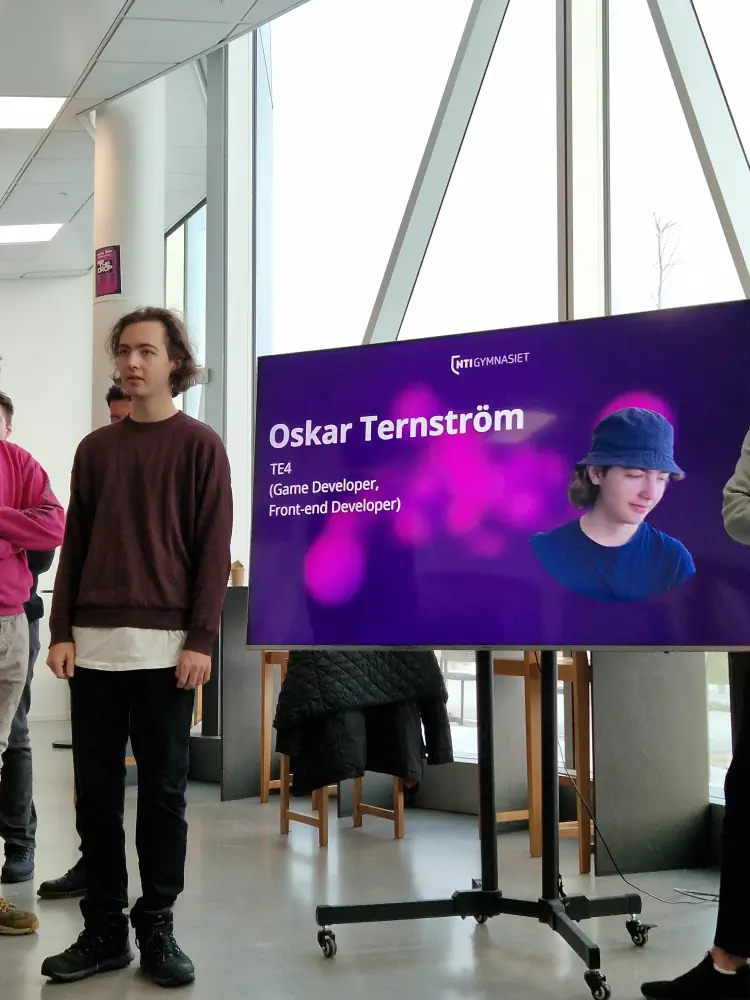 NTI GYMNASIET
Oskar Ternström
TE4
(Game Developer,
Front-end Developer)